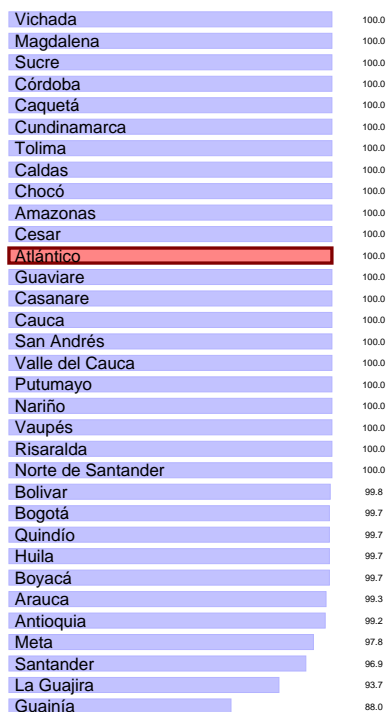 Vichada 100.0
Magdalena 100.0
Sucre 100.0
Córdoba 100.0
Caquetá 100.0
Cundinamarca 100.0
Tolima 100.0
Caldas 100.0
Chocó 100.0
Amazonas 100.0
Cesar 100.0
Atlántico 100.0
Guaviare 100.0
Casanare 100.0
Cauca 100.0
San Andrés 100.0
Valle del Cauca 100.0
Putumayo 100.0
Nariño 100.0
Vaupés 100.0
Risaralda 100.0
Norte de Santander 100.0
Bolivar 99.8
Bogotá 99.7
Quindío 99.7
Huila 99.7
Boyacá 99.7
Arauca 99.3
Antioquia 99.2
Meta 97.8
Santander 96.9
La Guajira 93.7
Guainía 88.0